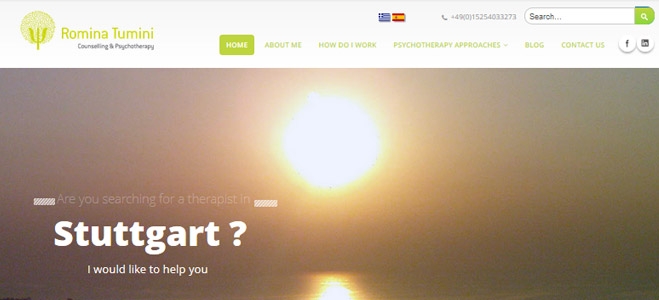 +49(0)15254033273
Search...
Romina Tumini
Counselling & Psychotherapy
HOME
ABOUT ME
HOW DO I WORK
PSYCHOTHERAPY APPROACHES
BLOG
CONTACT US
Are you searching for a therapist in
Stuttgart ?
I would like to help you